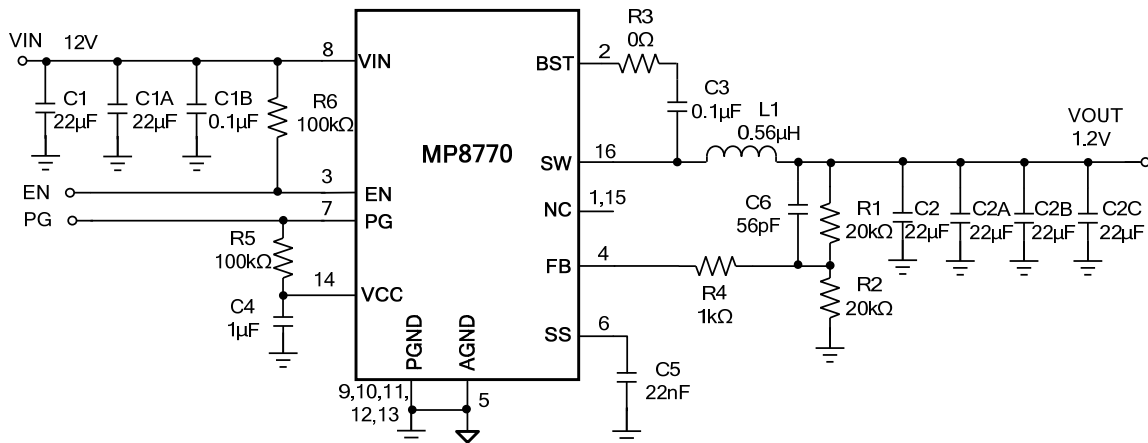 VIN 12V
8
VIN
C1
22µF
C1A
22µF
C1B
0.1µF
R6
100kΩ
EN
3
EN
PG
7
PG
R5
100kΩ
14
VCC
C4
1µF
MP8770
PGND
AGND
9,10,11,
12,13
5
BST
2
R3
0Ω
C3
0.1µF
L1
0.56µH
SW
16
NC
1,15
FB
4
R4
1kΩ
SS
6
C5
22nF
C6
56pF
R1
20kΩ
R2
20kΩ
C2
22µF
C2A
22µF
C2B
22µF
C2C
22µF
VOUT
1.2V